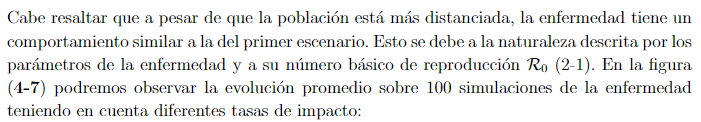 Cabe resaltar que a pesar de que la población está más distanciada, la enfermedad tiene un
comportamiento similar a la del primer escenario. Esto se debe a la naturaleza descrita por los
parámetros de la enfermedad y a su número básico de reproducción 𝓡₀ (2-1). En la figura
(4-7) podremos observar la evolución promedio sobre 100 simulaciones de la enfermedad
teniendo en cuenta diferentes tasas de impacto: